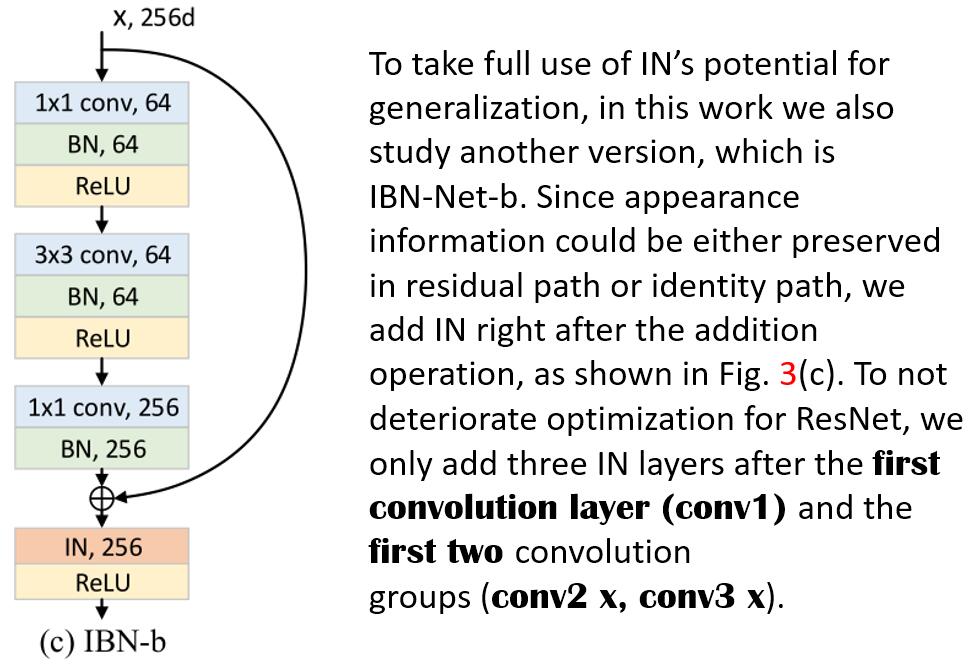 x, 256d
1x1 conv, 64
BN, 64
ReLU
3x3 conv, 64
BN, 64
ReLU
1x1 conv, 256
BN, 256
IN, 256
ReLU
(c) IBN-b
To take full use of IN’s potential for
generalization, in this work we also
study another version, which is
IBN-Net-b. Since appearance
information could be either preserved
in residual path or identity path, we
add IN right after the addition
operation, as shown in Fig. 3(c). To not
deteriorate optimization for ResNet, we
only add three IN layers after the first
convolution layer (conv1) and the
first two convolution
groups (conv2 x, conv3 x).